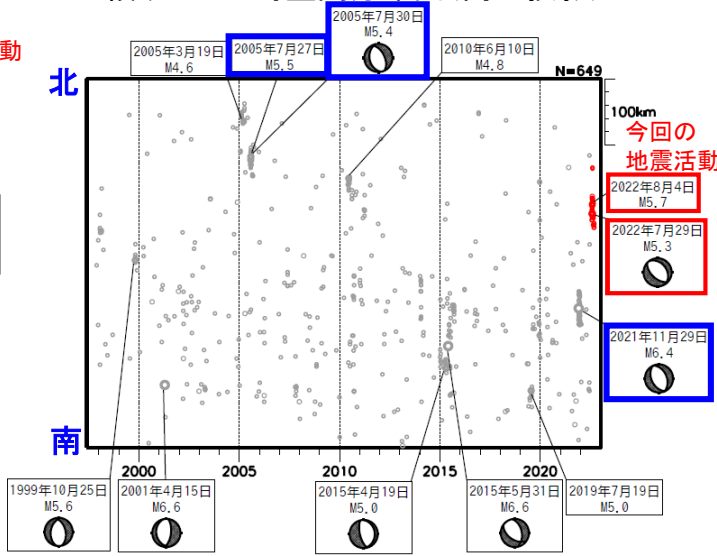 動
2005年7月30日
M5.4
2005年3月19日
M4.6
2005年7月27日
M5.5
2010年6月10日
M4.8
北
N=649
100km
今回の
地震活動
2022年8月4日
M5.7
2022年7月29日
M5.3
2021年11月29日
M6.4
南
2000
2005
2010
2015
2020
1999年10月25日
M5.6
2001年4月15日
M6.6
2015年4月19日
M5.0
2015年5月31日
M6.6
2019年7月19日
M5.0